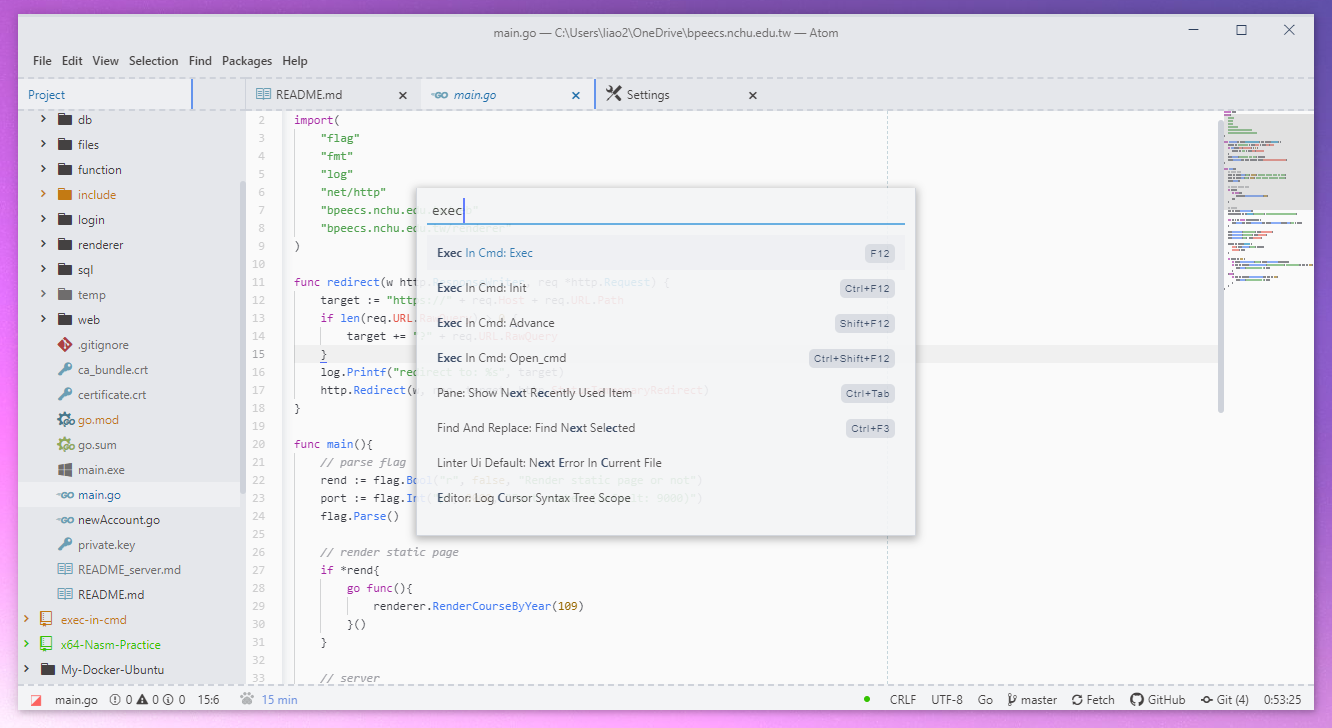 main.go — C:\Users\liao2\OneDrive\bpeecs.nchu.edu.tw — Atom
File Edit View Selection Find Packages Help
Project
README.md
main.go
Settings
db
files
function
include
login
renderer
sql
temp
web
.gitignore
ca_bundle.crt
certificate.crt
go.mod
go.sum
main.exe
main.go
newAccount.go
private.key
README_server.md
README.md
exec-in-cmd
x64-Nasm-Practice
My-Docker-Ubuntu
2 import(
3 "flag"
4 "fmt"
5 "log"
6 "net/http"
7 "bpeecs.nchu.edu
8 "bpeecs.nchu.edu.tw/renderer
9 )
10
11 func redirect(w http. req *http.Request) {
12 target := "https://" + req.Host + req.URL.Path
13 if len(req.URL.
14 target += "?" + req.URL.RawQuery
15 }
16 log.Printf("redirect to: %s", target)
17 http.Redirect(w,
18 }
19
20 func main(){
21 // parse flag
22 rend := flag.Bool("r", false, "Render static page or not")
23 port := flag.Int( 9000)")
24 flag.Parse()
25
26 // render static page
27 if *rend{
28 go func(){
29 renderer.RenderCourseByYear(109)
30 }()
31 }
32
33 // server
exec
Exec In Cmd: Exec F12
Exec In Cmd: Init Ctrl+F12
Exec In Cmd: Advance Shift+F12
Exec In Cmd: Open_cmd Ctrl+Shift+F12
Pane: Show Next Recently Used Item Ctrl+Tab
Find And Replace: Find Next Selected Ctrl+F3
Linter Ui Default: Next Error In Current File
Editor: Log Cursor Syntax Tree Scope
main.go 0 0 0 15:6 15 min CRLF UTF-8 Go master Fetch GitHub Git (4) 0:53:25